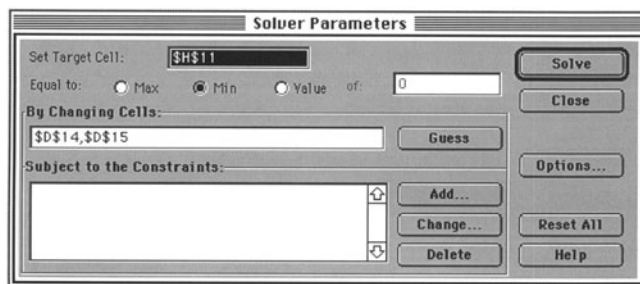 Solver Parameters
Set Target Cell: $H$11
Solve
Equal to: Max Min Value of: 0
Close
By Changing Cells:
$D$14,$D$15 Guess
Options...
Subject to the Constraints:
Add...
Change... Reset All
Delete Help